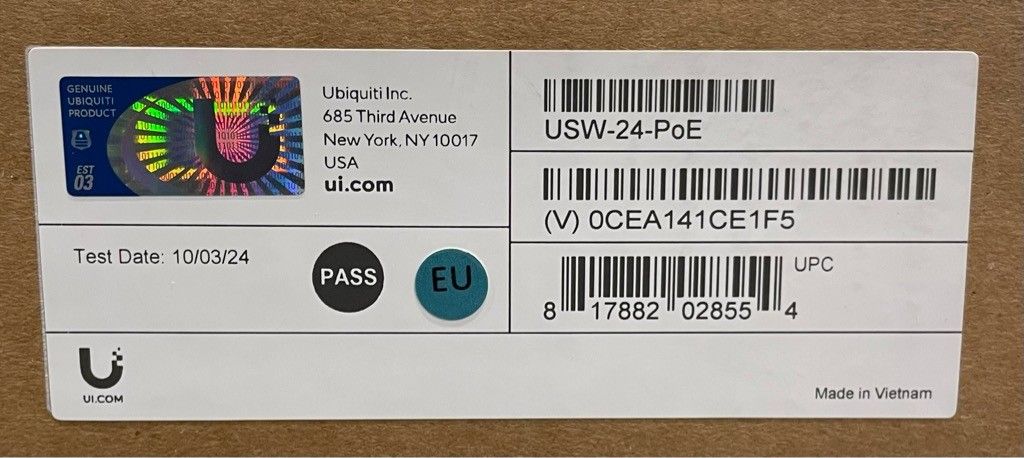 GENUINE
UBIQUITI
PRODUCT
EST
03
Ubiquiti Inc.
685 Third Avenue
New York, NY 10017
USA
ui.com
Test Date: 10/03/24
PASS
EU
USW-24-PoE
(V) 0CEA141CE1F5
UPC
8 17882 02855 4
UI.COM
Made in Vietnam